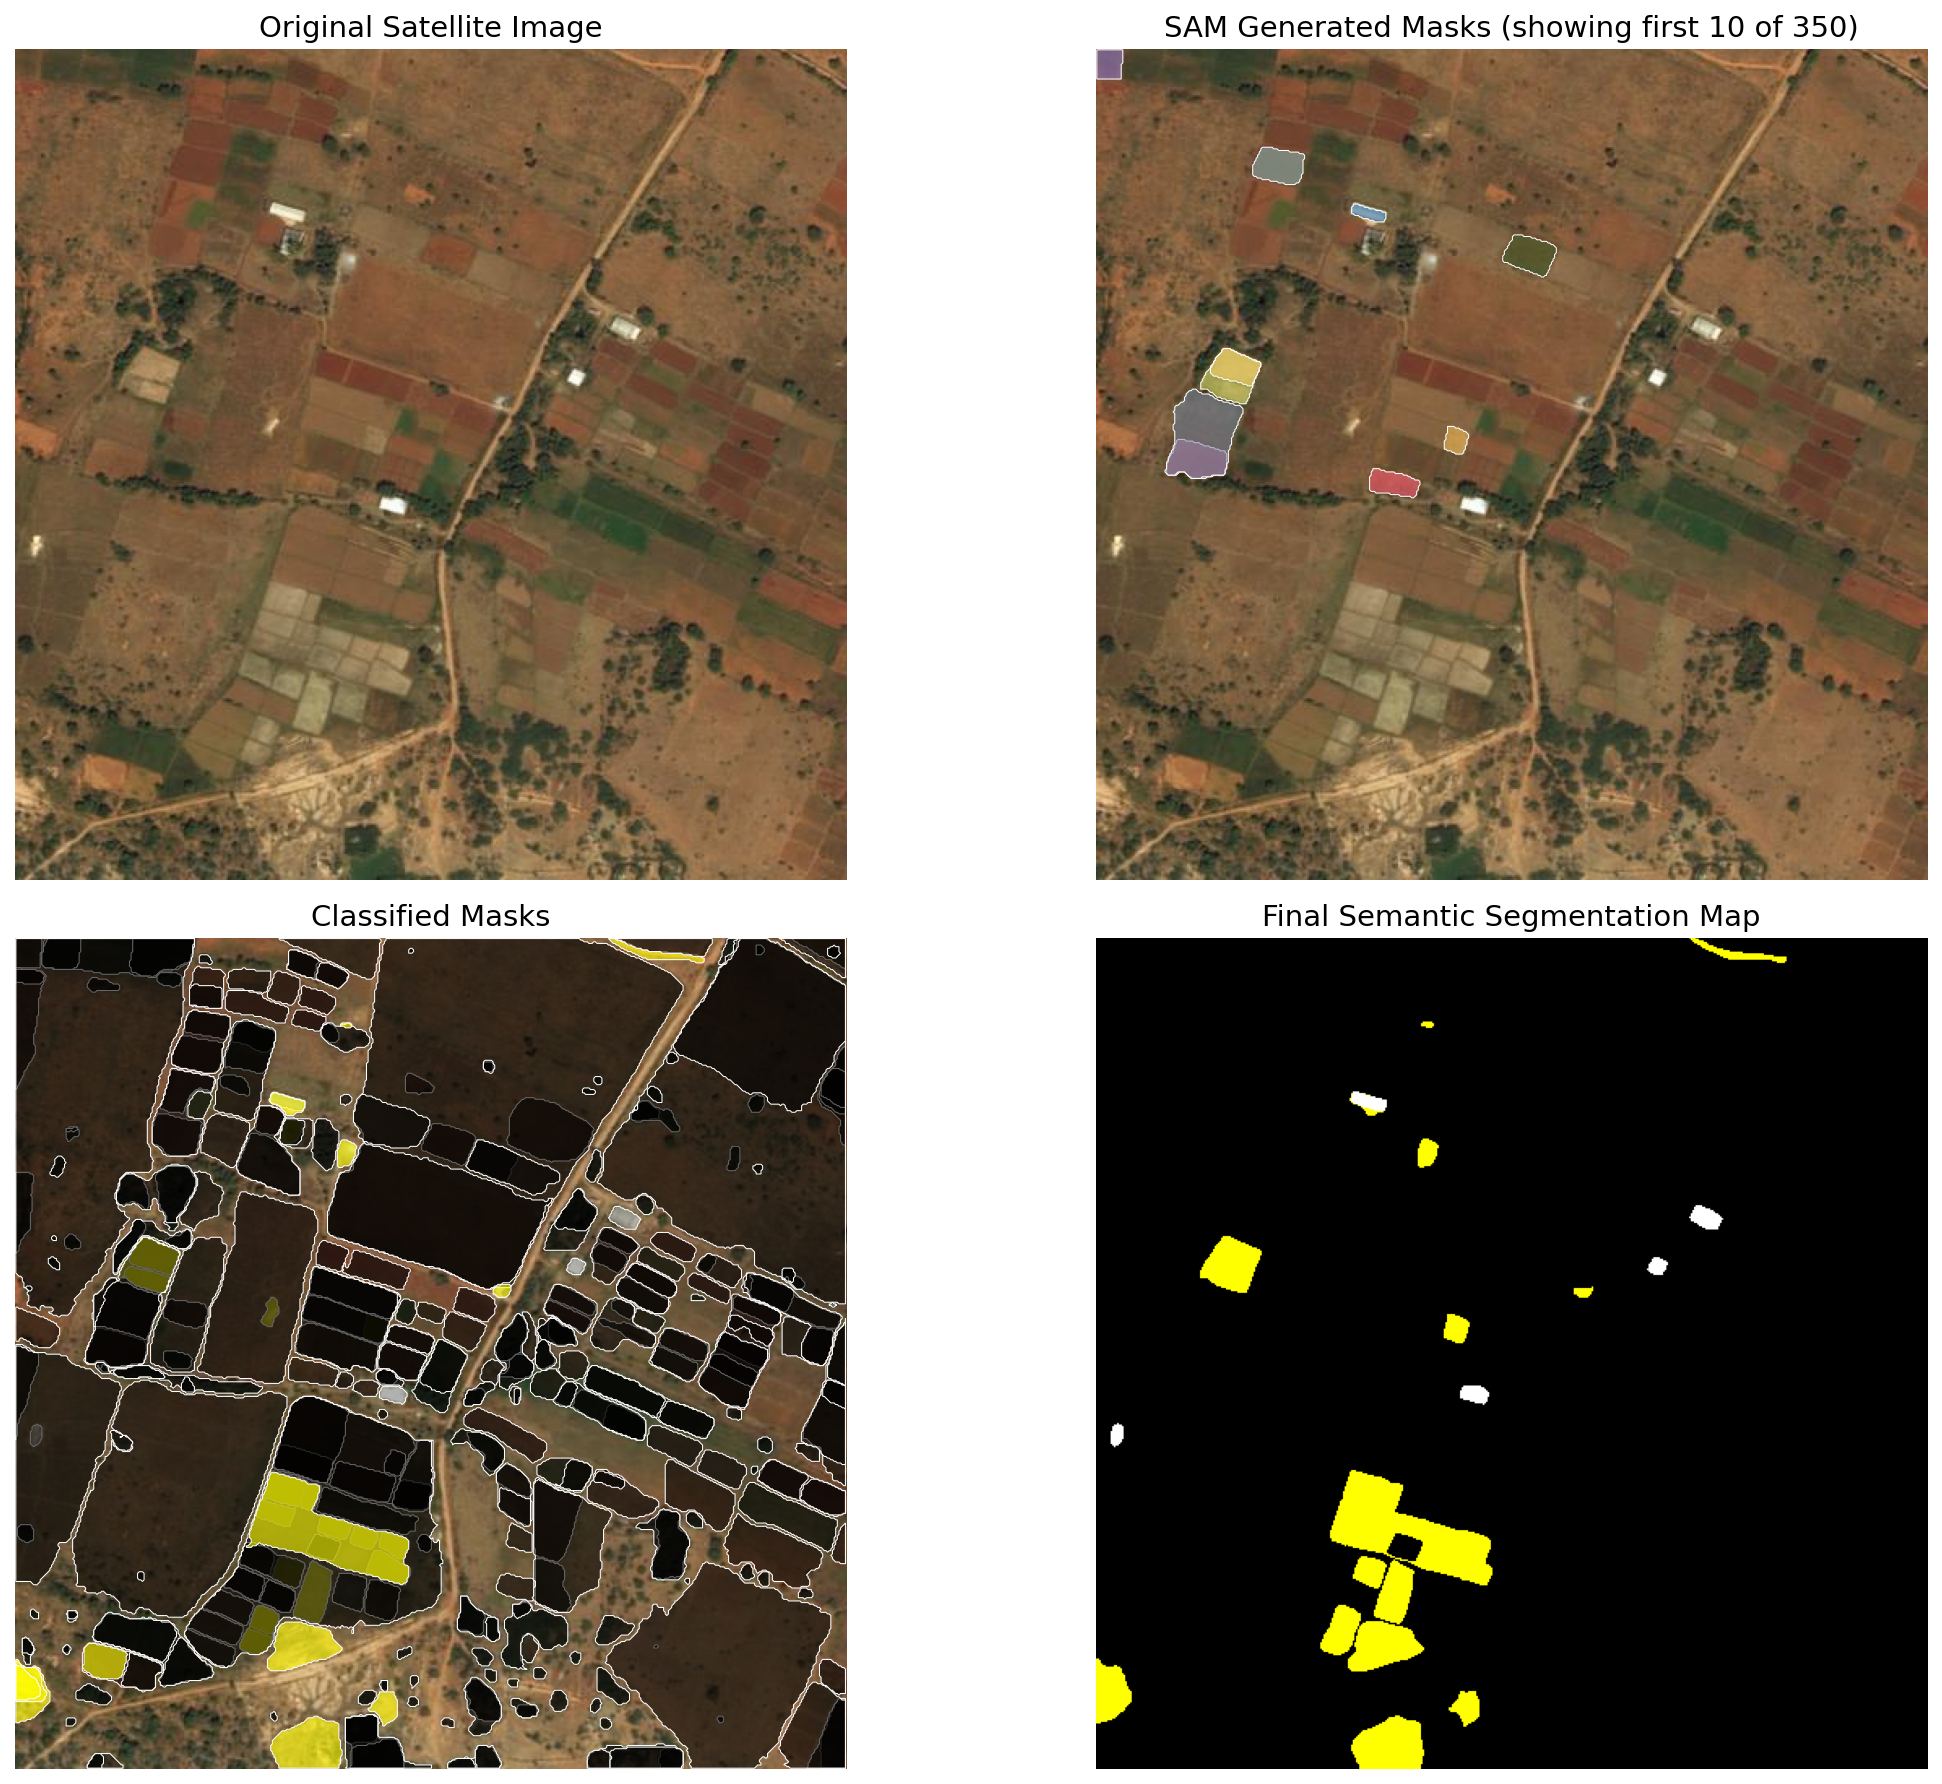 Original Satellite Image
SAM Generated Masks (showing first 10 of 350)
Classified Masks
Final Semantic Segmentation Map